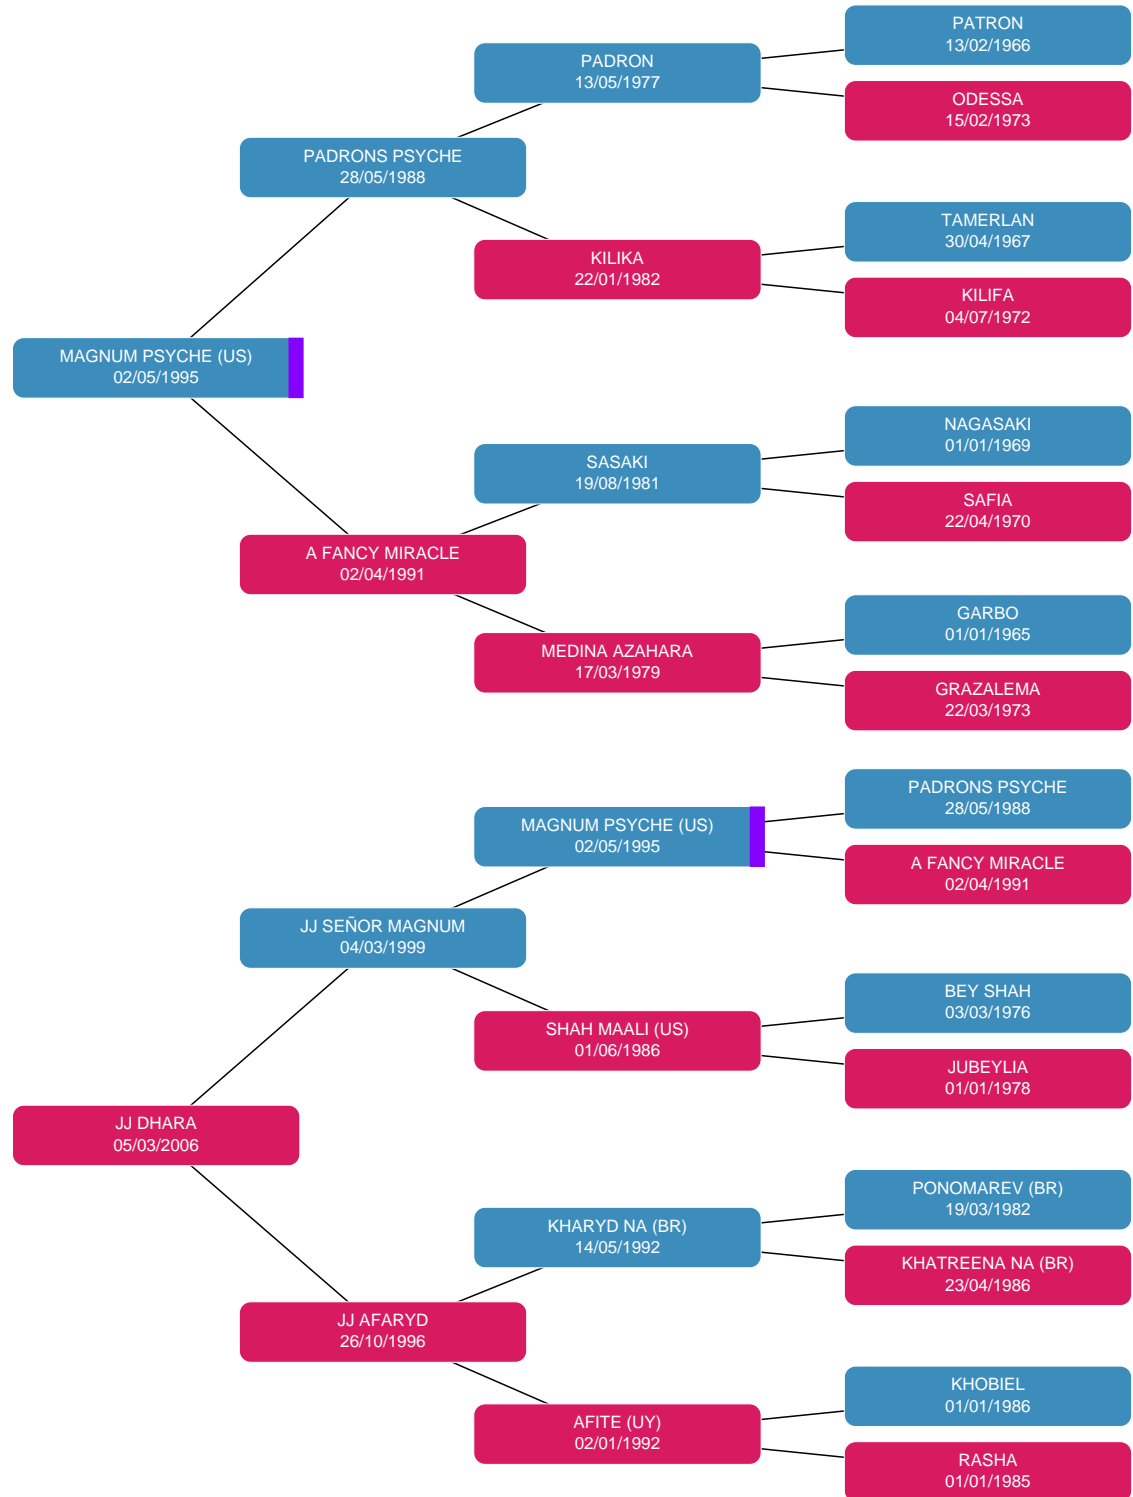 PATRON
13/02/1966
PADRON
13/05/1977
ODESSA
15/02/1973
PADRONS PSYCHE
28/05/1988
TAMERLAN
30/04/1967
KILIKA
22/01/1982
KILIFA
04/07/1972
MAGNUM PSYCHE (US)
02/05/1995
NAGASAKI
01/01/1969
SASAKI
19/08/1981
SAFIA
22/04/1970
A FANCY MIRACLE
02/04/1991
GARBO
01/01/1965
MEDINA AZAHARA
17/03/1979
GRAZALEMA
22/03/1973
PADRONS PSYCHE
28/05/1988
MAGNUM PSYCHE (US)
02/05/1995
A FANCY MIRACLE
02/04/1991
JJ SEÑOR MAGNUM
04/03/1999
BEY SHAH
03/03/1976
SHAH MAALI (US)
01/06/1986
JUBEYLIA
01/01/1978
JJ DHARA
05/03/2006
PONOMAREV (BR)
19/03/1982
KHARYD NA (BR)
14/05/1992
KHATREENA NA (BR)
23/04/1986
JJ AFARYD
26/10/1996
KHOBIEL
01/01/1986
AFITE (UY)
02/01/1992
RASHA
01/01/1985